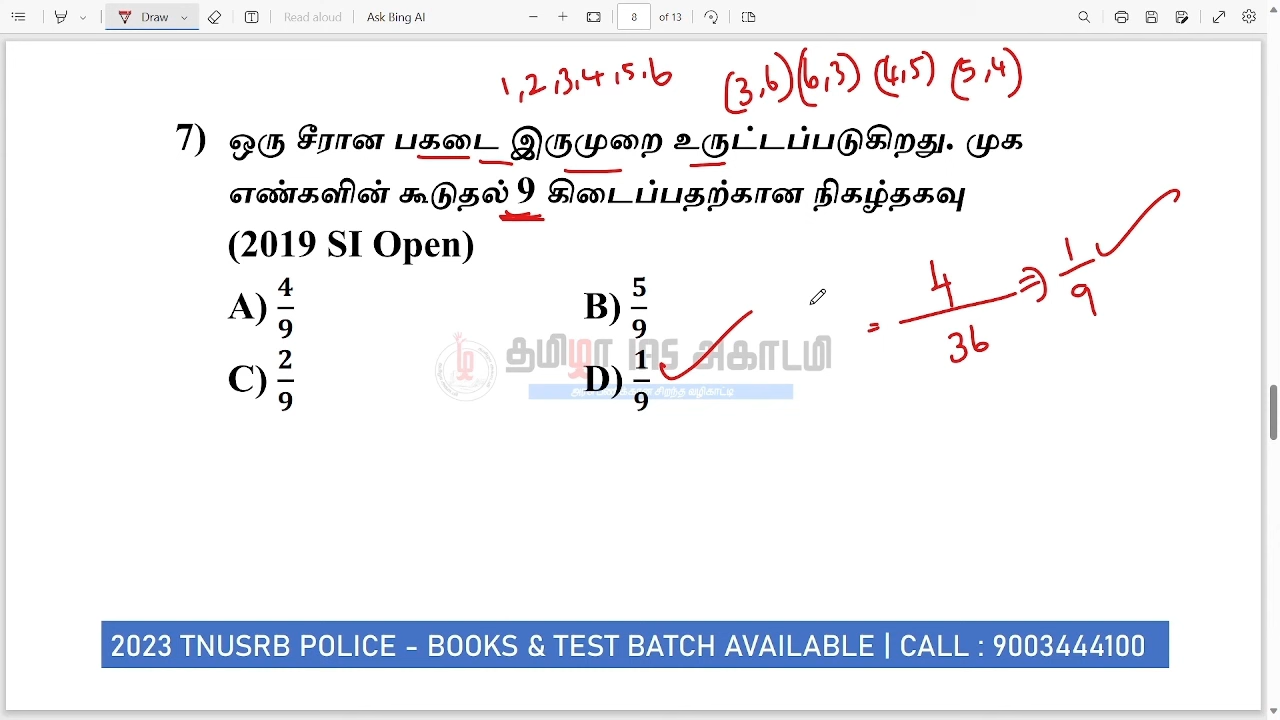 Draw
Read aloud
Ask Bing AI
8 of 13
1,2,3,4,5,6 (3,6)(6,3) (4,5) (5,4)
7) ஒரு சீரான பகடை இருமுறை உருட்டப்படுகிறது. முக
எண்களின் கூடுதல் 9 கிடைப்பதற்கான நிகழ்தகவு
(2019 SI Open)
A) 4/9 B) 5/9
C) 2/9 D) 1/9
= 4/36 ⇒ 1/9
தமிழா IAS அகாடமி
2023 TNUSRB POLICE - BOOKS & TEST BATCH AVAILABLE | CALL : 9003444100